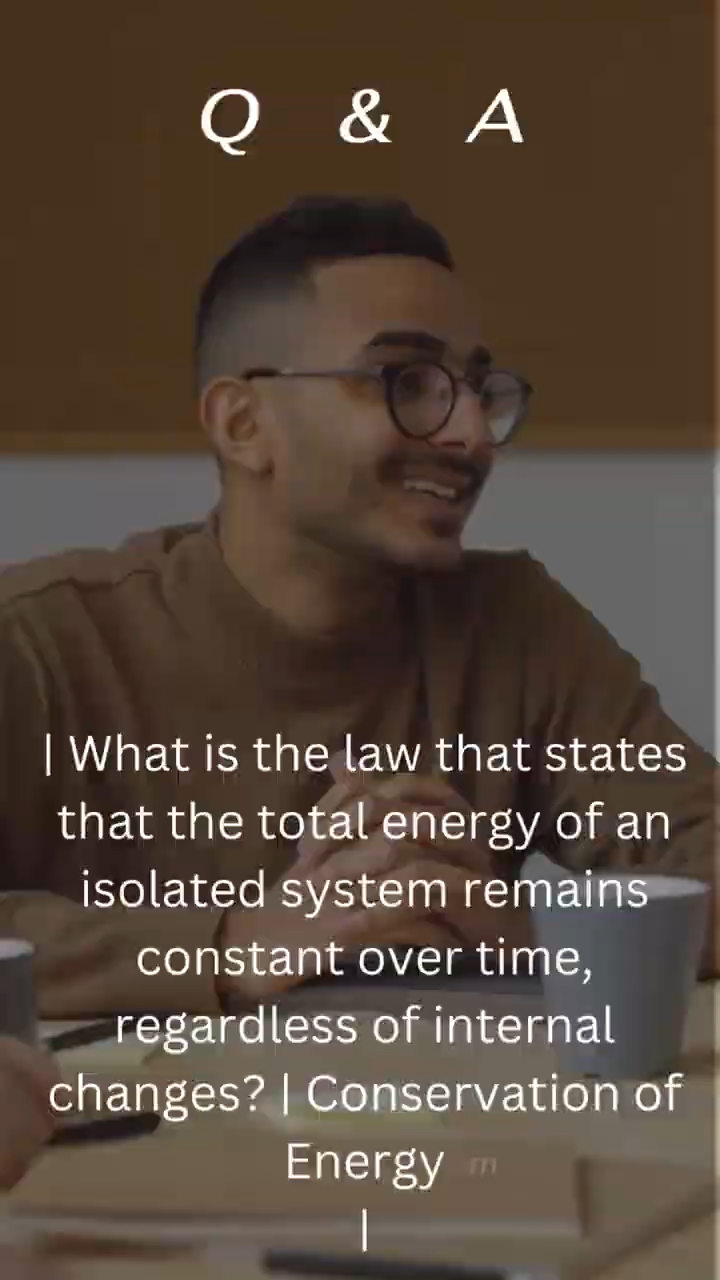 Q & A
| What is the law that states
that the total energy of an
isolated system remains
constant over time,
regardless of internal
changes? | Conservation of
Energy m
|